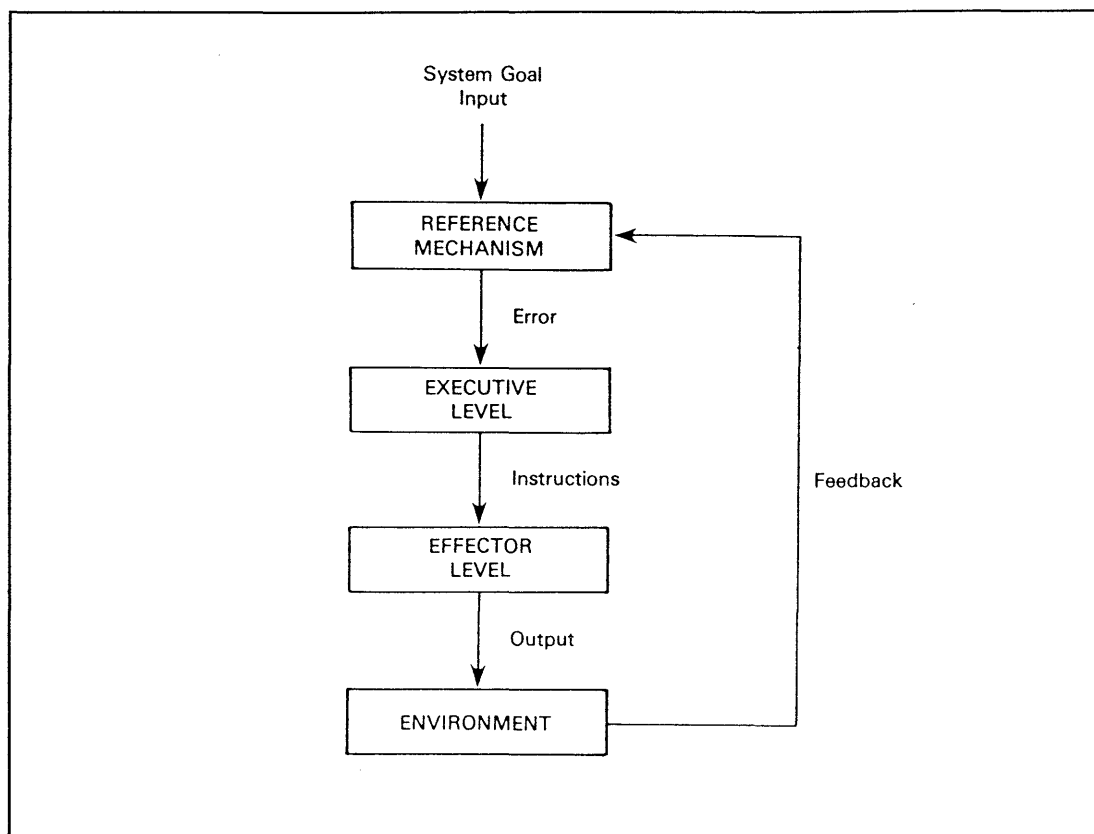 System Goal
Input
REFERENCE
MECHANISM
Error
EXECUTIVE
LEVEL
Instructions
Feedback
EFFECTOR
LEVEL
Output
ENVIRONMENT